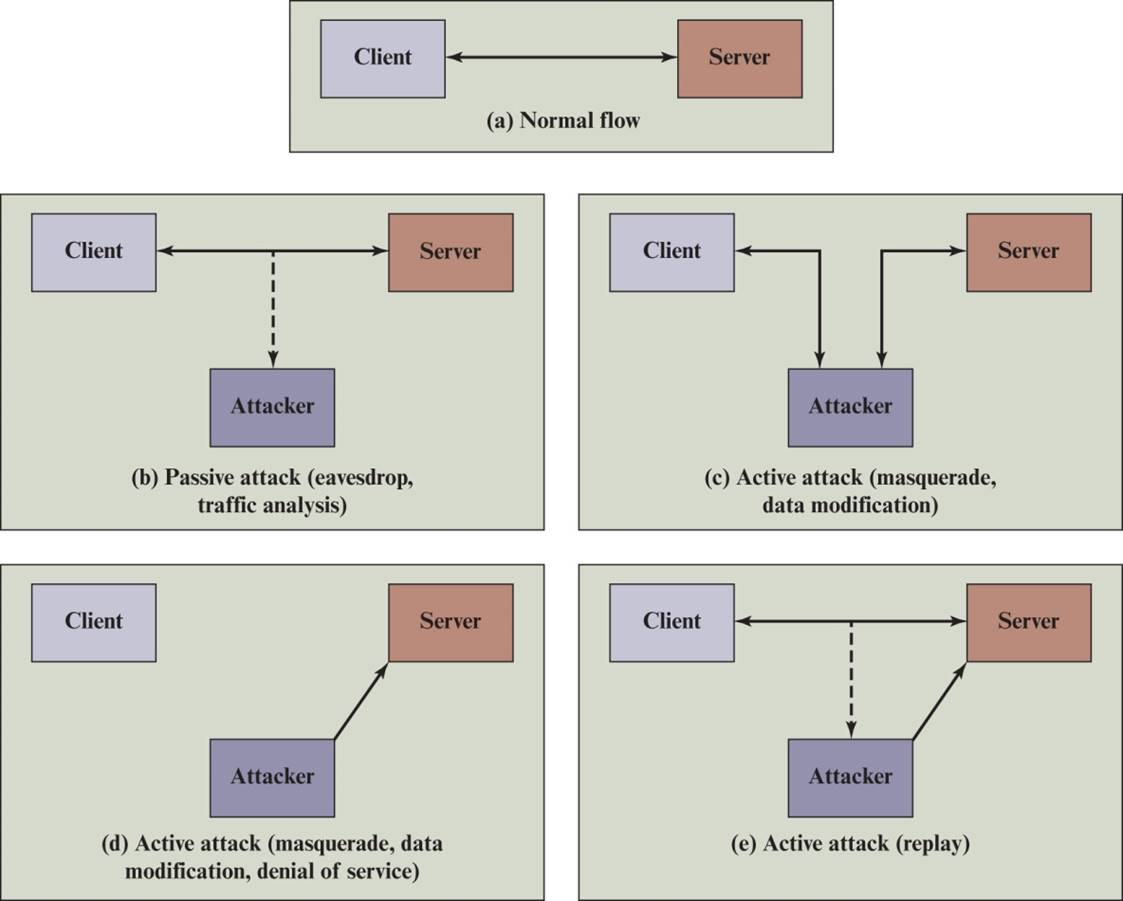 Client
Server
(a) Normal flow
Client
Server
Attacker
(b) Passive attack (eavesdrop,
traffic analysis)
Client
Server
Attacker
(c) Active attack (masquerade,
data modification)
Client
Server
Attacker
(d) Active attack (masquerade, data
modification, denial of service)
Client
Server
Attacker
(e) Active attack (replay)